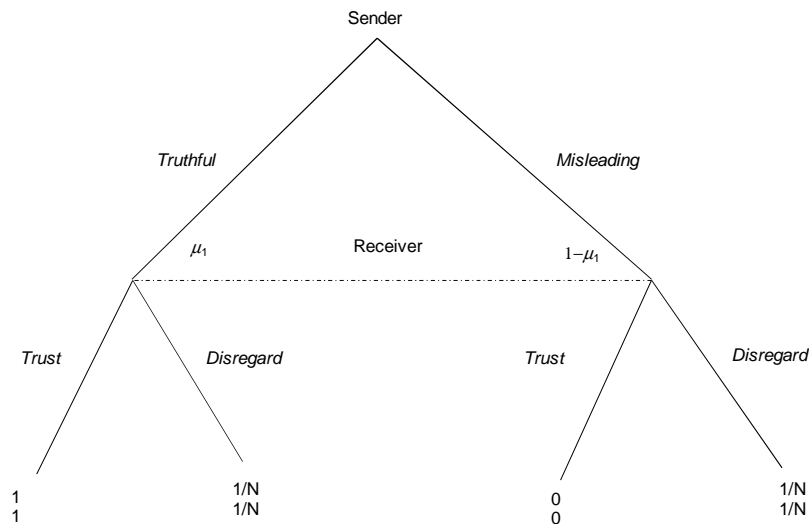 Sender
Truthful
Misleading
μ1
Receiver
1−μ1
Trust
Disregard
Trust
Disregard
1
1
1/N
1/N
0
0
1/N
1/N